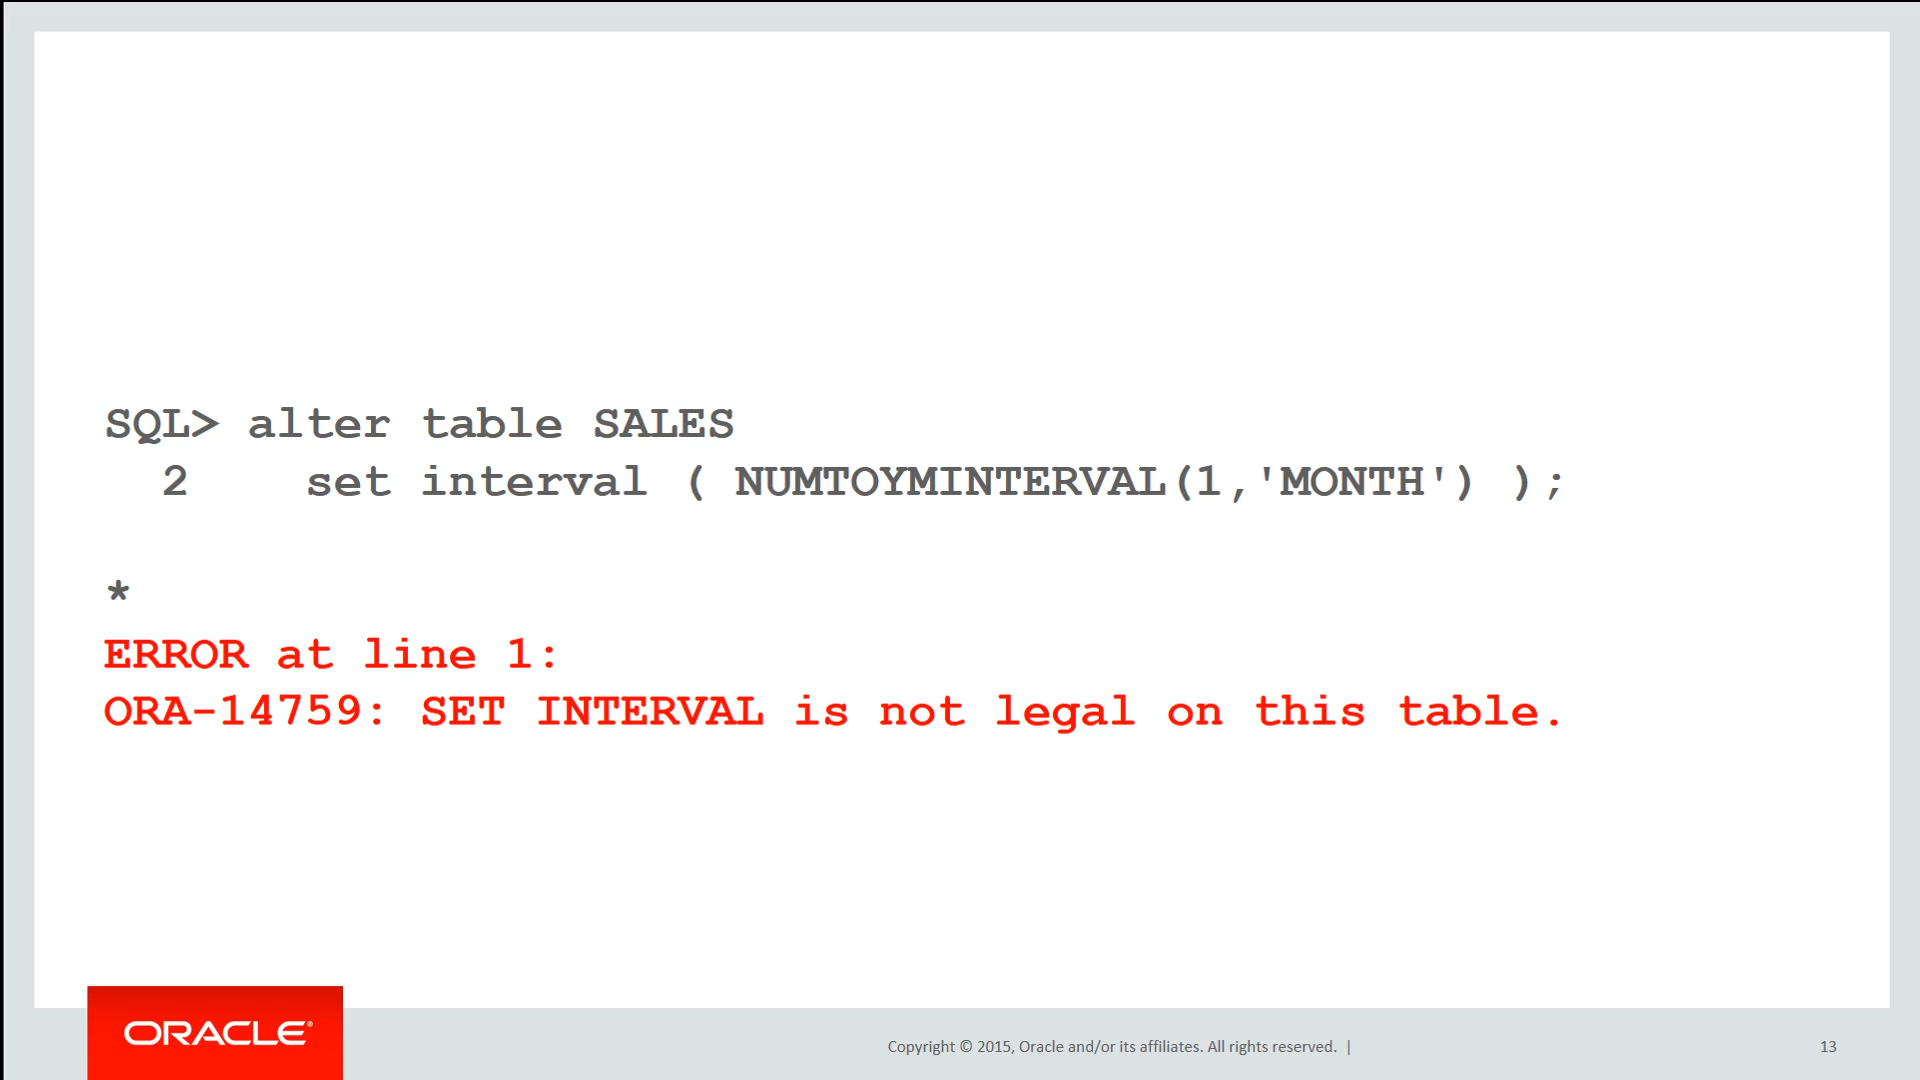 SQL> alter table SALES
  2    set interval ( NUMTOYMINTERVAL(1,'MONTH') );
*
ERROR at line 1:
ORA-14759: SET INTERVAL is not legal on this table.
ORACLE®
Copyright © 2015, Oracle and/or its affiliates. All rights reserved. |
13